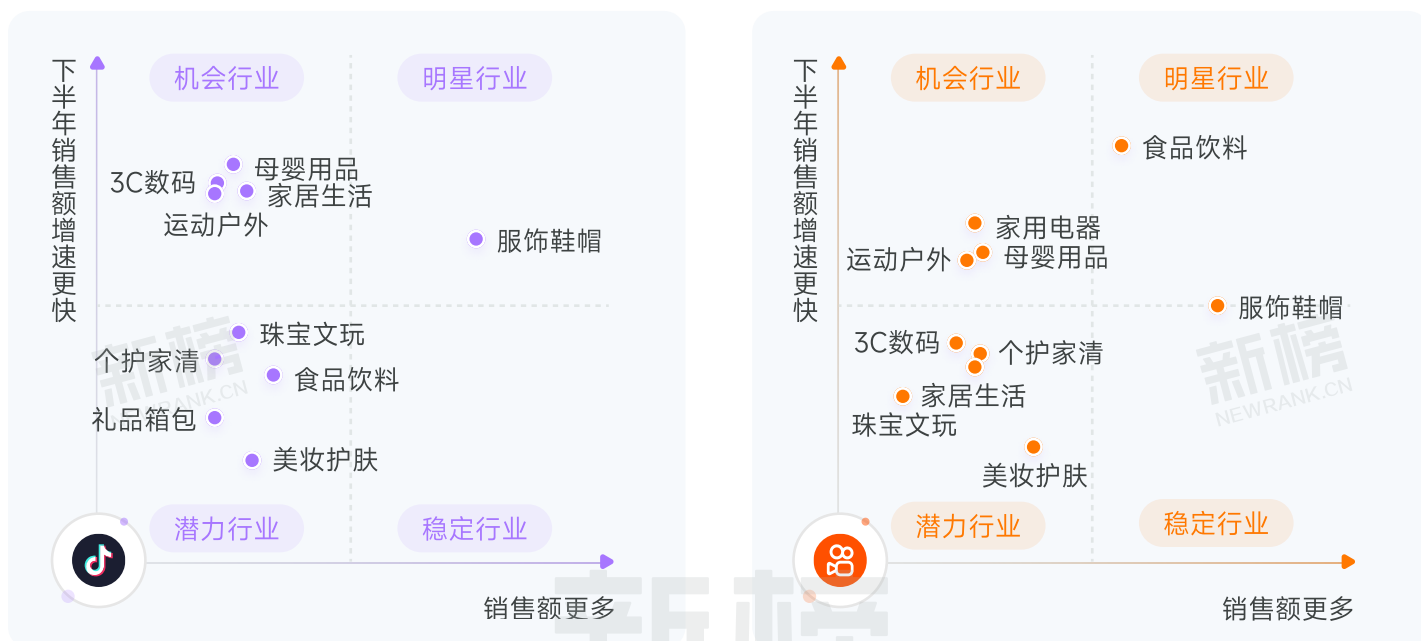 下半年销售额增速更快
机会行业
明星行业
母婴用品
3C数码
家居生活
运动户外
服饰鞋帽
珠宝文玩
个护家清
食品饮料
礼品箱包
美妆护肤
潜力行业
稳定行业
销售额更多
新榜
NEWRANK.CN
下半年销售额增速更快
机会行业
明星行业
食品饮料
家用电器
母婴用品
运动户外
服饰鞋帽
3C数码
个护家清
家居生活
珠宝文玩
美妆护肤
潜力行业
稳定行业
销售额更多
新榜
NEWRANK.CN
新榜